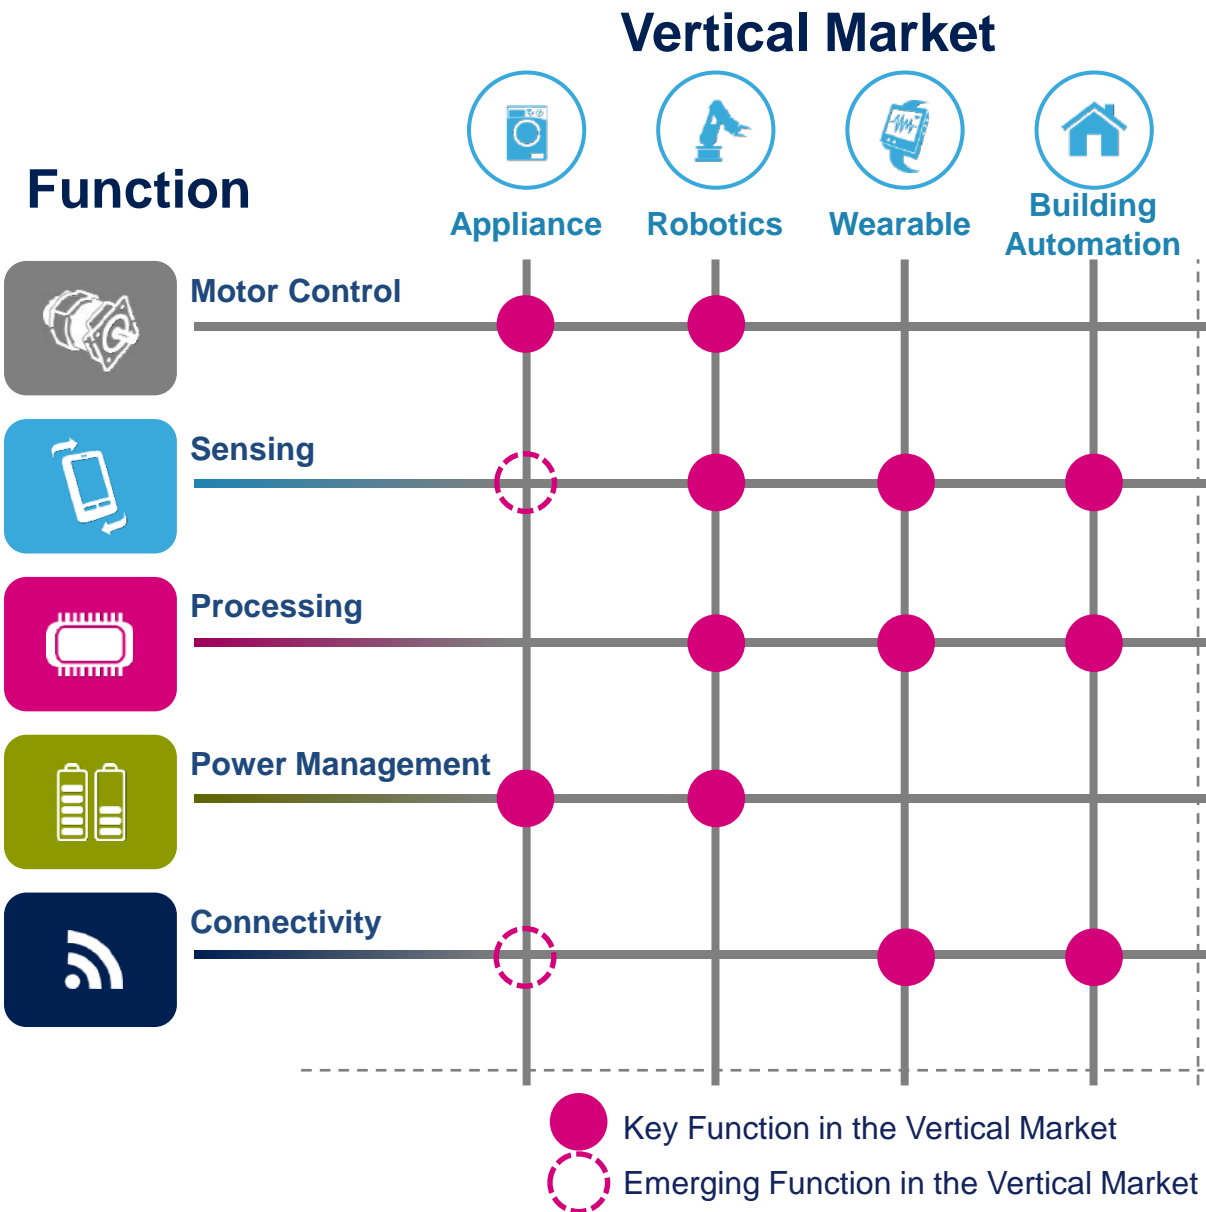 Vertical Market
Function
Appliance
Robotics
Wearable
Building
Automation
Motor Control
Sensing
Processing
Power Management
Connectivity
Key Function in the Vertical Market
Emerging Function in the Vertical Market